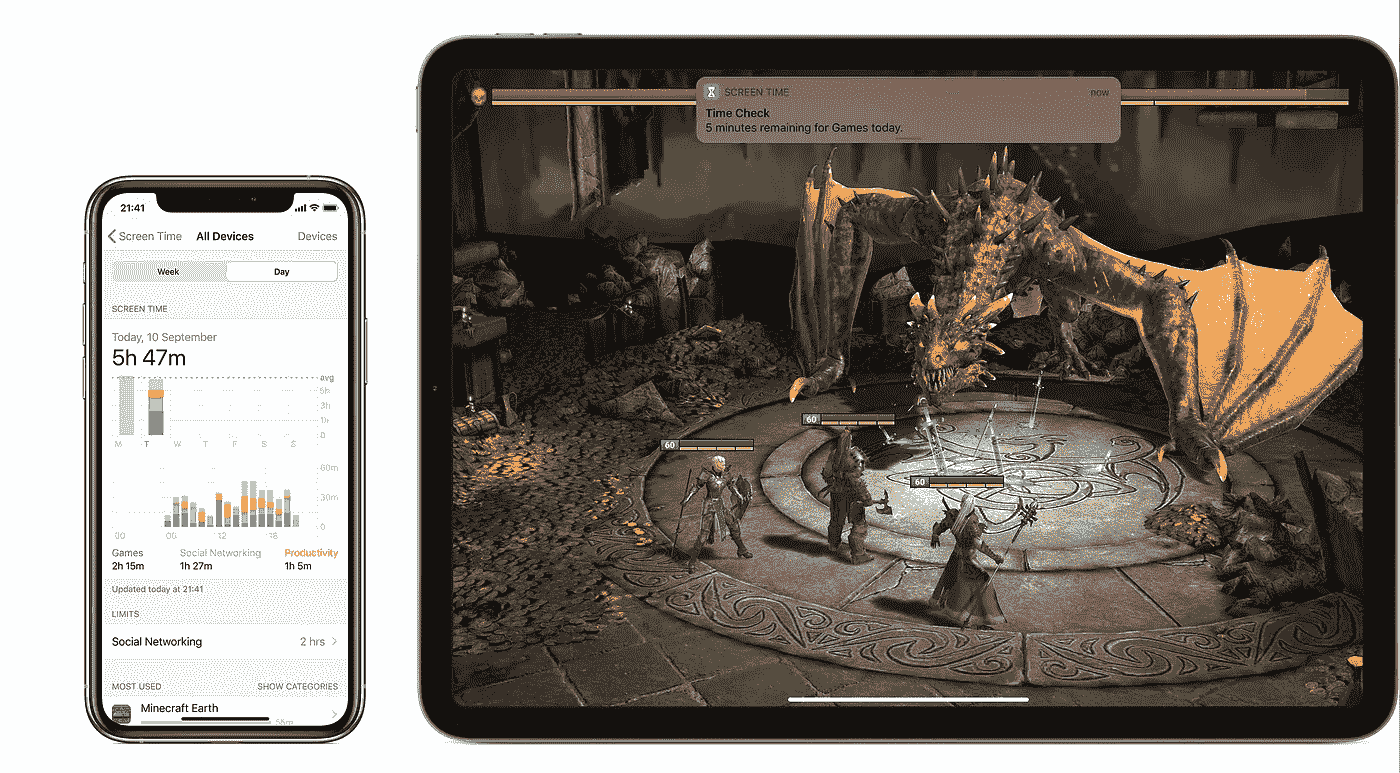 21:41
Screen Time All Devices Devices
Week Day
SCREEN TIME
Today, 10 September
5h 47m
avg
5h
3h
1h
0
M T W T F S S
60m
30m
0
00 06 12 18
Games Social Networking Productivity
2h 15m 1h 27m 1h 5m
Updated today at 21:41
LIMITS
Social Networking 2 hrs
MOST USED SHOW CATEGORIES
Minecraft Earth
55m
SCREEN TIME now
Time Check
5 minutes remaining for Games today.
60
60
60